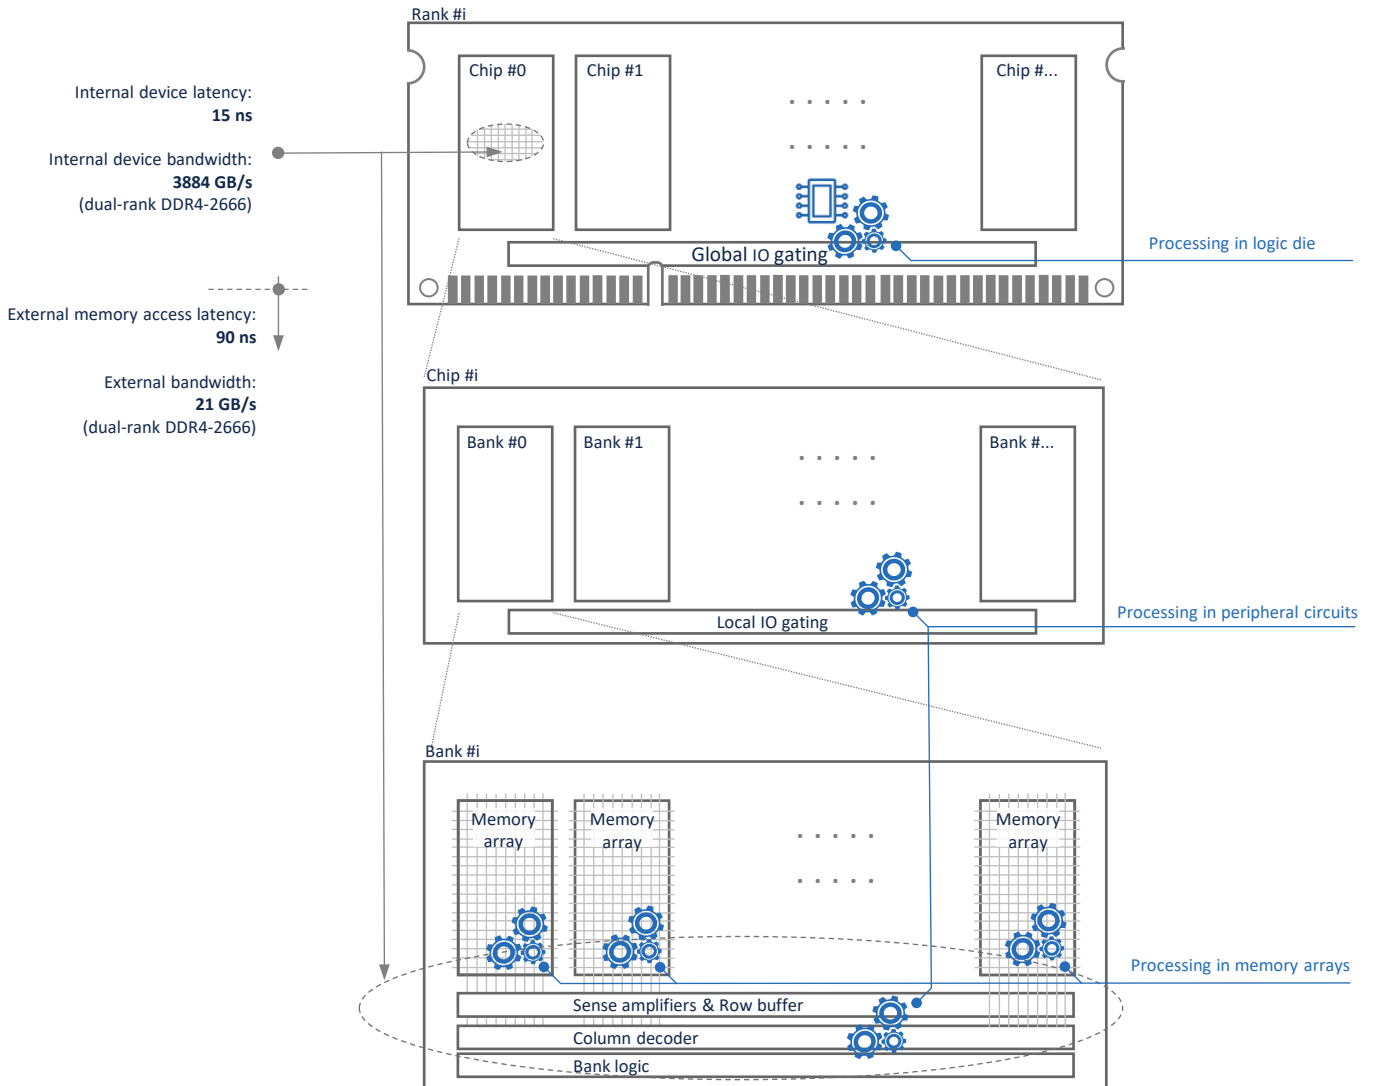 Rank #i
Chip #0
Chip #1
Chip #...
Internal device latency:
15 ns
Internal device bandwidth:
3884 GB/s
(dual-rank DDR4-2666)
Global IO gating
Processing in logic die
External memory access latency:
90 ns
External bandwidth:
21 GB/s
(dual-rank DDR4-2666)
Chip #i
Bank #0
Bank #1
Bank #...
Local IO gating
Processing in peripheral circuits
Bank #i
Memory
array
Memory
array
Memory
array
Processing in memory arrays
Sense amplifiers & Row buffer
Column decoder
Bank logic